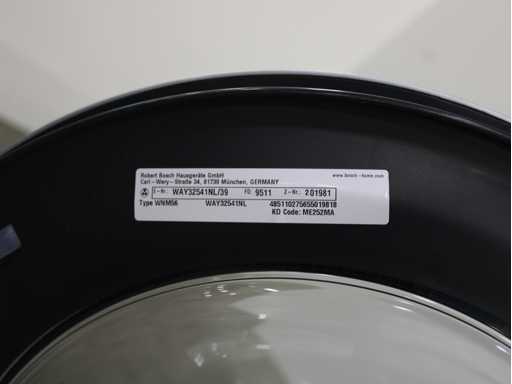 Robert Bosch Hausgeräte GmbH www.bosch-home.com
Carl-Wery-Straße 34, 81739 München, GERMANY
E-Nr. WAY32541NL/39 FD 9511 Z-Nr. 201981
Type WNM56 WAY32541NL 485110275655019818
KD Code: ME252MA